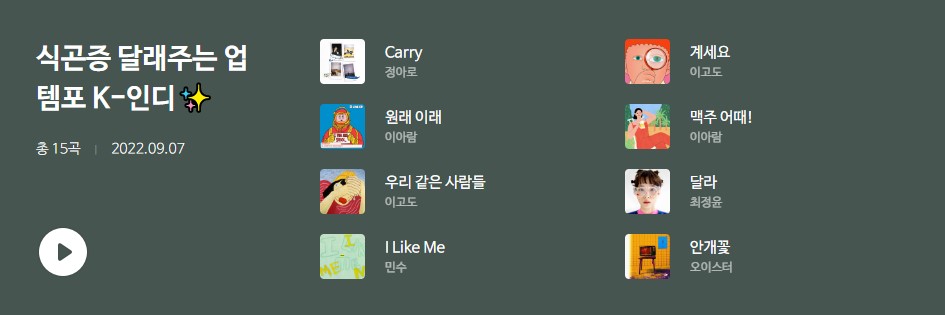 식곤증 달래주는 업
템포 K-인디✨
총 15곡 | 2022.09.07
Carry
정아로
원래 이래
이아람
우리 같은 사람들
이고도
I Like Me
민수
계세요
이고도
맥주 어때!
이아람
달라
최정윤
안개꽃
오이스터